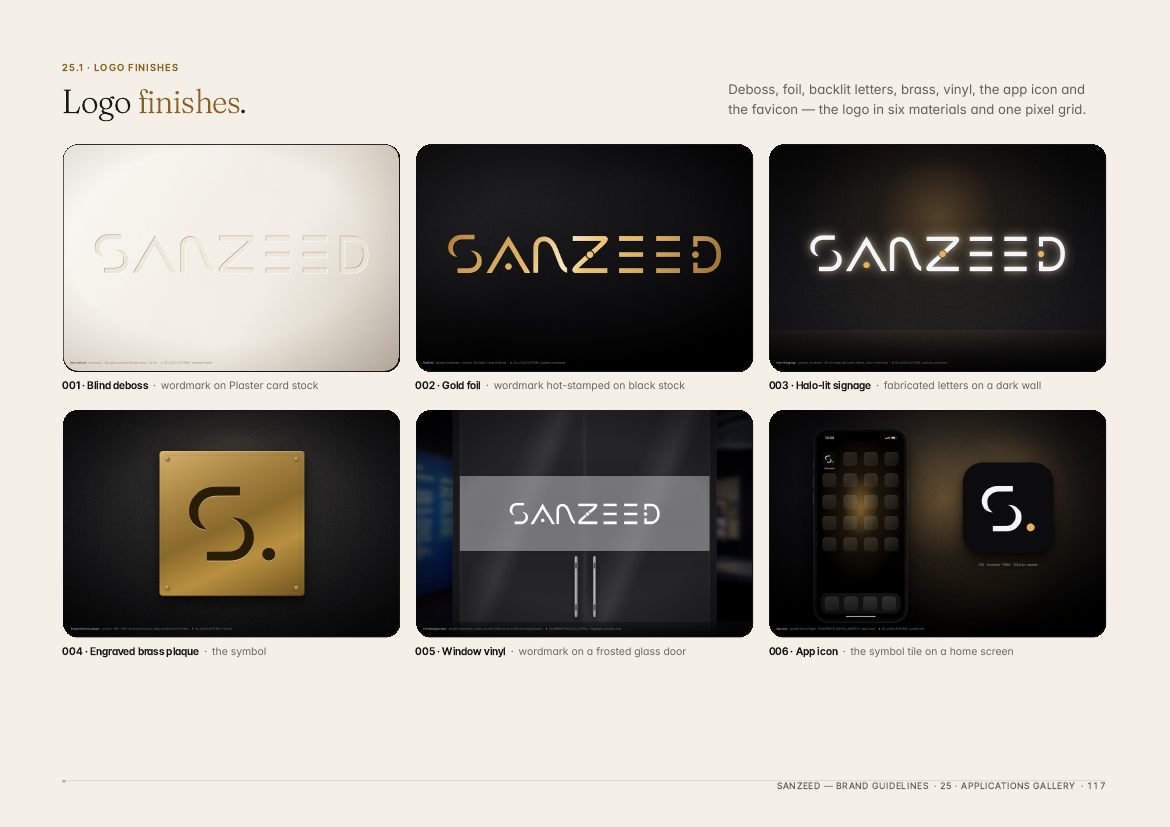 25.1 · LOGO FINISHES
Logo finishes.
Deboss, foil, backlit letters, brass, vinyl, the app icon and
the favicon — the logo in six materials and one pixel grid.
SANZEED
SANZEED
SANZEED
001 · Blind deboss · wordmark on Plaster card stock
002 · Gold foil · wordmark hot-stamped on black stock
003 · Halo-lit signage · fabricated letters on a dark wall
S.
SANZEED
S.
S.
004 · Engraved brass plaque · the symbol
005 · Window vinyl · wordmark on a frosted glass door
006 · App icon · the symbol tile on a home screen
SANZEED — BRAND GUIDELINES · 25 · APPLICATIONS GALLERY · 117